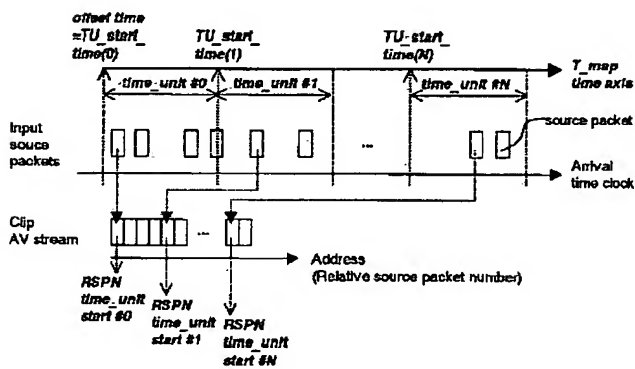 offset time
=TU_start_
time(0)
TU_start_
time(1)
TU-start_
time(N)
T_map
time axis
time_unit #0
time_unit #1
time_unit #N
Input
souce
packets
...
source packet
Arrival
time clock
Clip
AV stream
...
Address
(Relative source packet number)
RSPN
time_unit
start #0
RSPN
time_unit
start #1
RSPN
time_unit
start #N